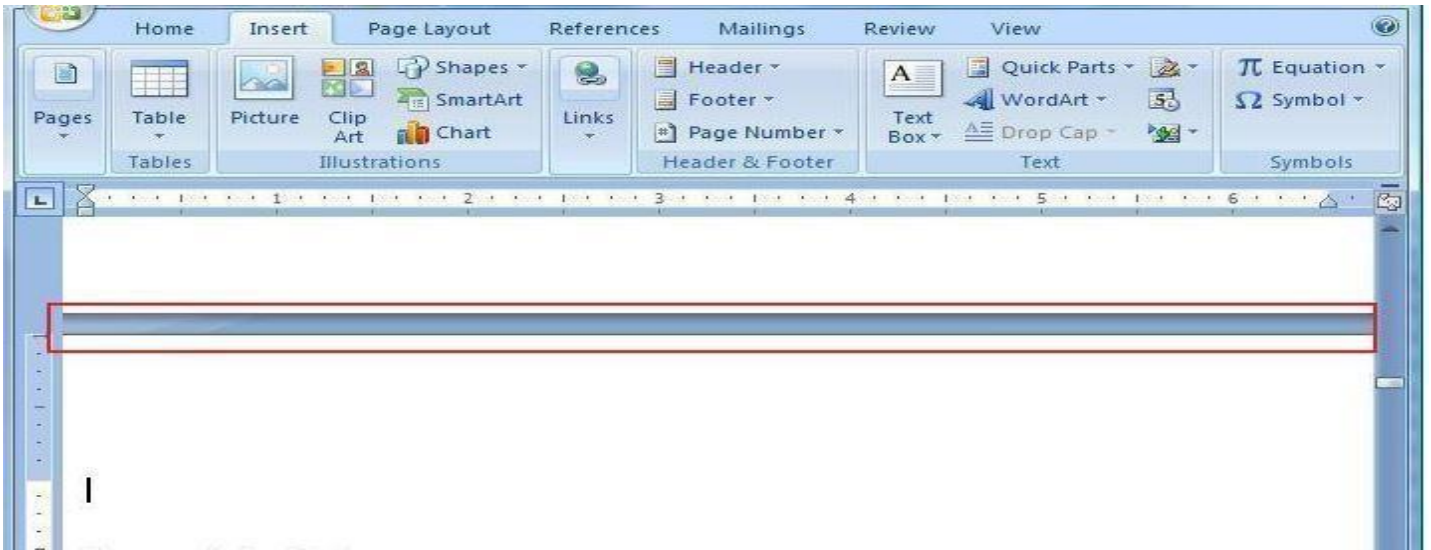 Home Insert Page Layout References Mailings Review View
Pages
Table
Tables
Picture
Clip Art
Shapes
SmartArt
Chart
Illustrations
Links
Header
Footer
Page Number
Header & Footer
A
Text Box
Quick Parts
WordArt
Drop Cap
Text
π Equation
Ω Symbol
Symbols
L 1 2 3 4 5 6